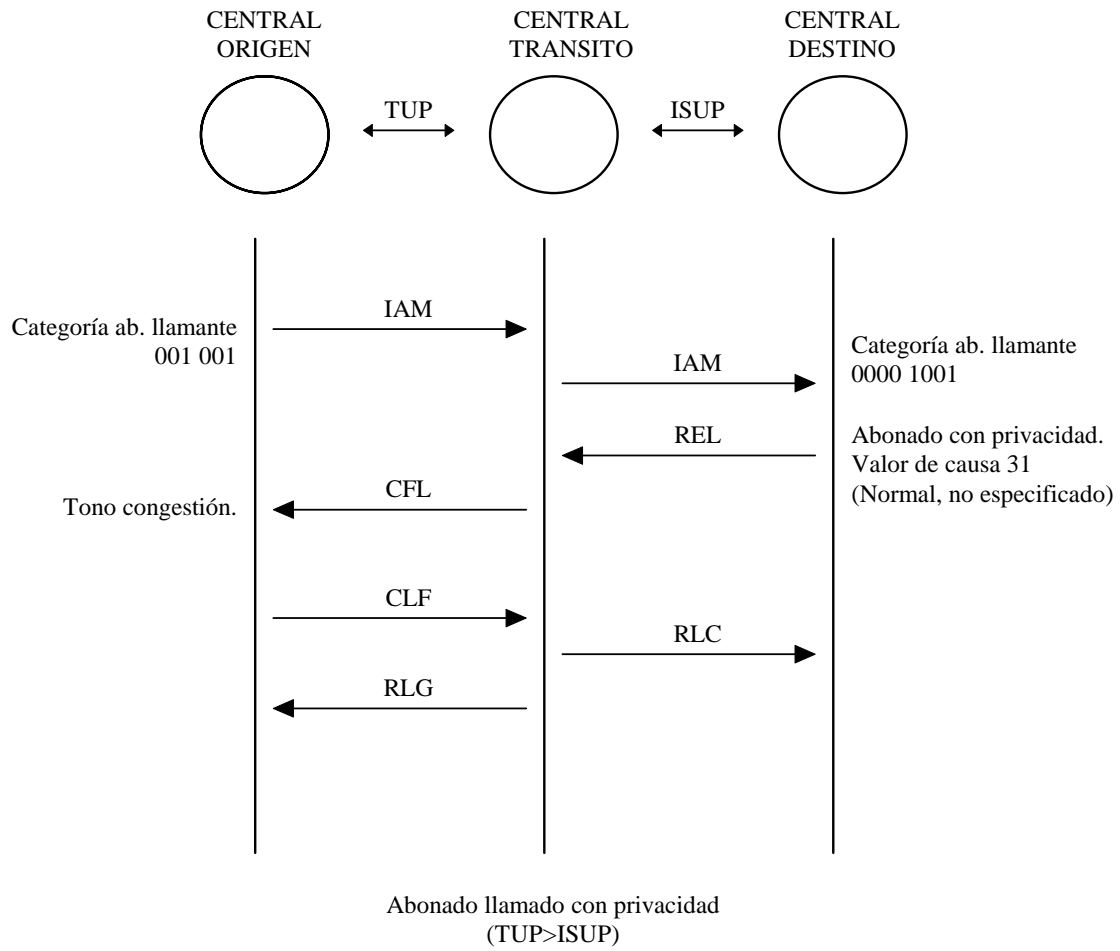 CENTRAL
ORIGEN
CENTRAL
TRANSITO
CENTRAL
DESTINO
TUP
ISUP
IAM
Categoría ab. llamante
001 001
IAM
Categoría ab. llamante
0000 1001
REL
Abonado con privacidad.
Valor de causa 31
(Normal, no especificado)
CFL
Tono congestión.
CLF
RLC
RLG
Abonado llamado con privacidad
(TUP>ISUP)